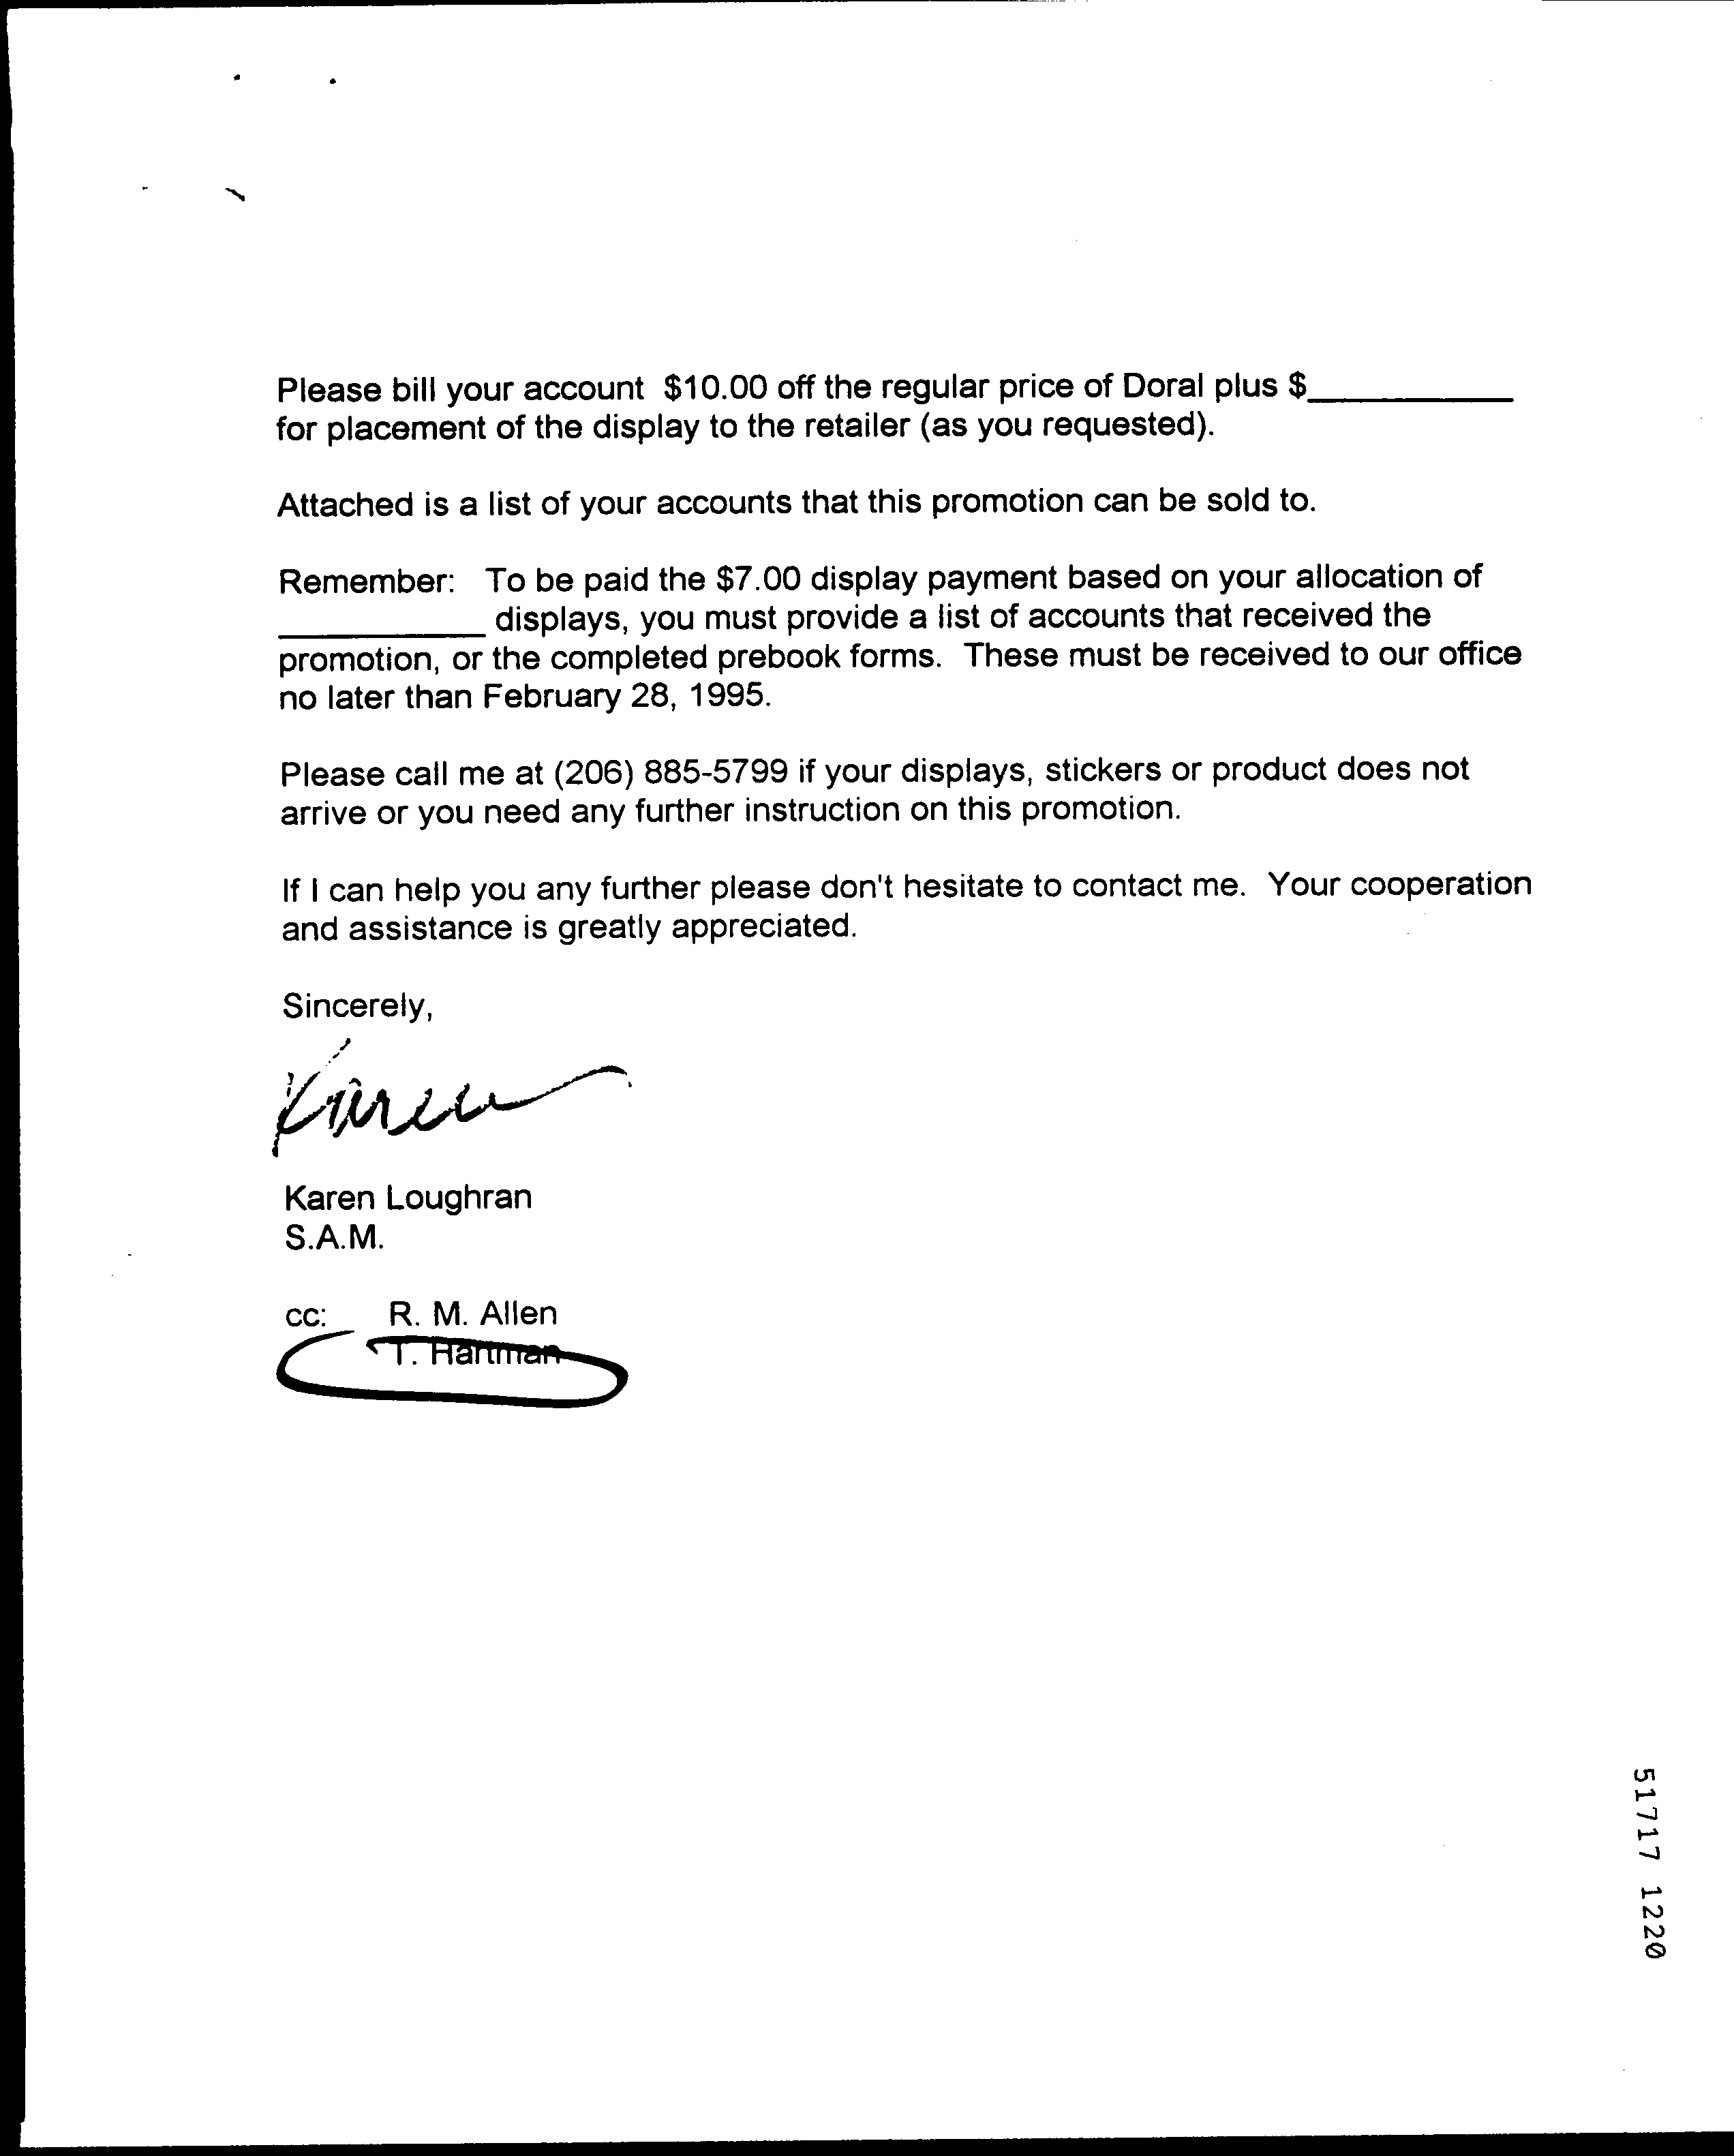 Please bill your account $10.00 off the regular price of Doral plus $____________
for placement of the display to the retailer (as you requested).
Attached is a list of your accounts that this promotion can be sold to.
Remember: To be paid the $7.00 display payment based on your allocation of
____________ displays, you must provide a list of accounts that received the
promotion, or the completed prebook forms. These must be received to our office
no later than February 28, 1995.
Please call me at (206) 885-5799 if your displays, stickers or product does not
arrive or you need any further instruction on this promotion.
If I can help you any further please don't hesitate to contact me. Your cooperation
and assistance is greatly appreciated.
Sincerely,
Karen
Karen Loughran
S.A.M.
cc: R. M. Allen
T. Hartman
51717 1220